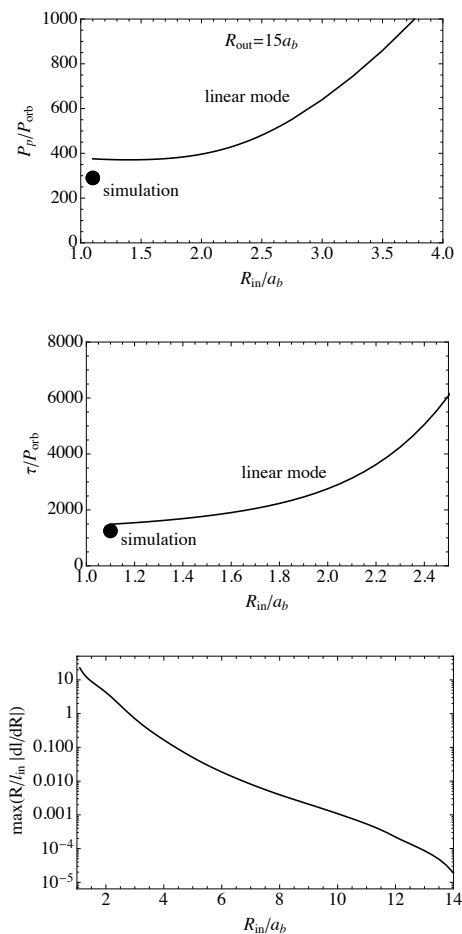 1000
800
600
400
200
0
P_p/P_orb
R_out=15a_b
linear mode
simulation
1.0 1.5 2.0 2.5 3.0 3.5 4.0
R_in/a_b
8000
6000
4000
2000
0
τ/P_orb
linear mode
simulation
1.0 1.2 1.4 1.6 1.8 2.0 2.2 2.4
R_in/a_b
10
1
0.100
0.010
0.001
10^-4
10^-5
max(R/l_in |dl/dR|)
2 4 6 8 10 12 14
R_in/a_b